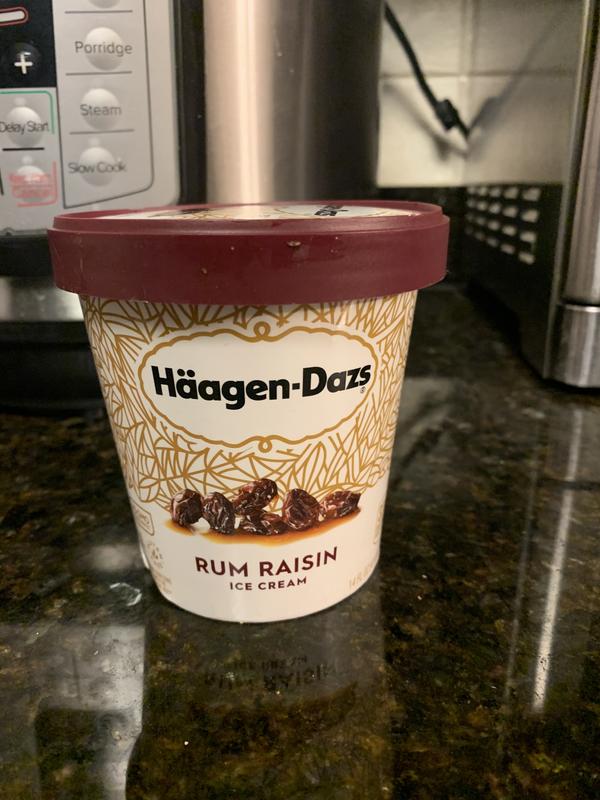 Porridge
+
Steam
Delay Start
Slow Cook
Häagen-Dazs®
RUM RAISIN
ICE CREAM